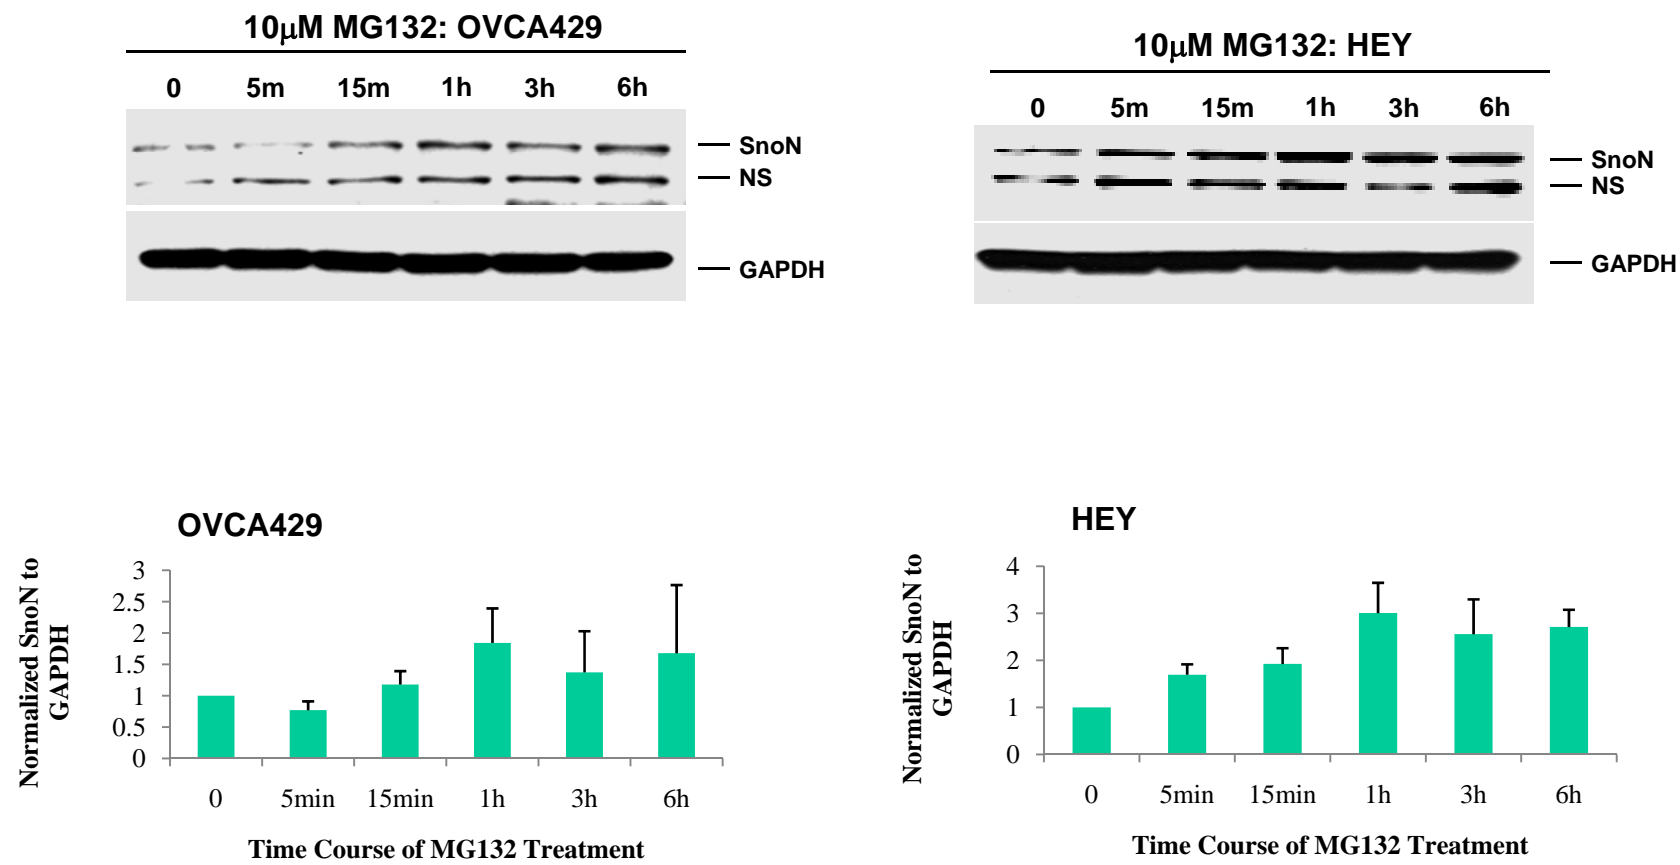 10μM MG132: OVCA429
0 5m 15m 1h 3h 6h
SnoN
NS
GAPDH
10μM MG132: HEY
0 5m 15m 1h 3h 6h
SnoN
NS
GAPDH
OVCA429
Normalized SnoN to
GAPDH
3
2.5
2
1.5
1
0.5
0
0 5min 15min 1h 3h 6h
Time Course of MG132 Treatment
HEY
Normalized SnoN to
GAPDH
4
3
2
1
0
0 5min 15min 1h 3h 6h
Time Course of MG132 Treatment